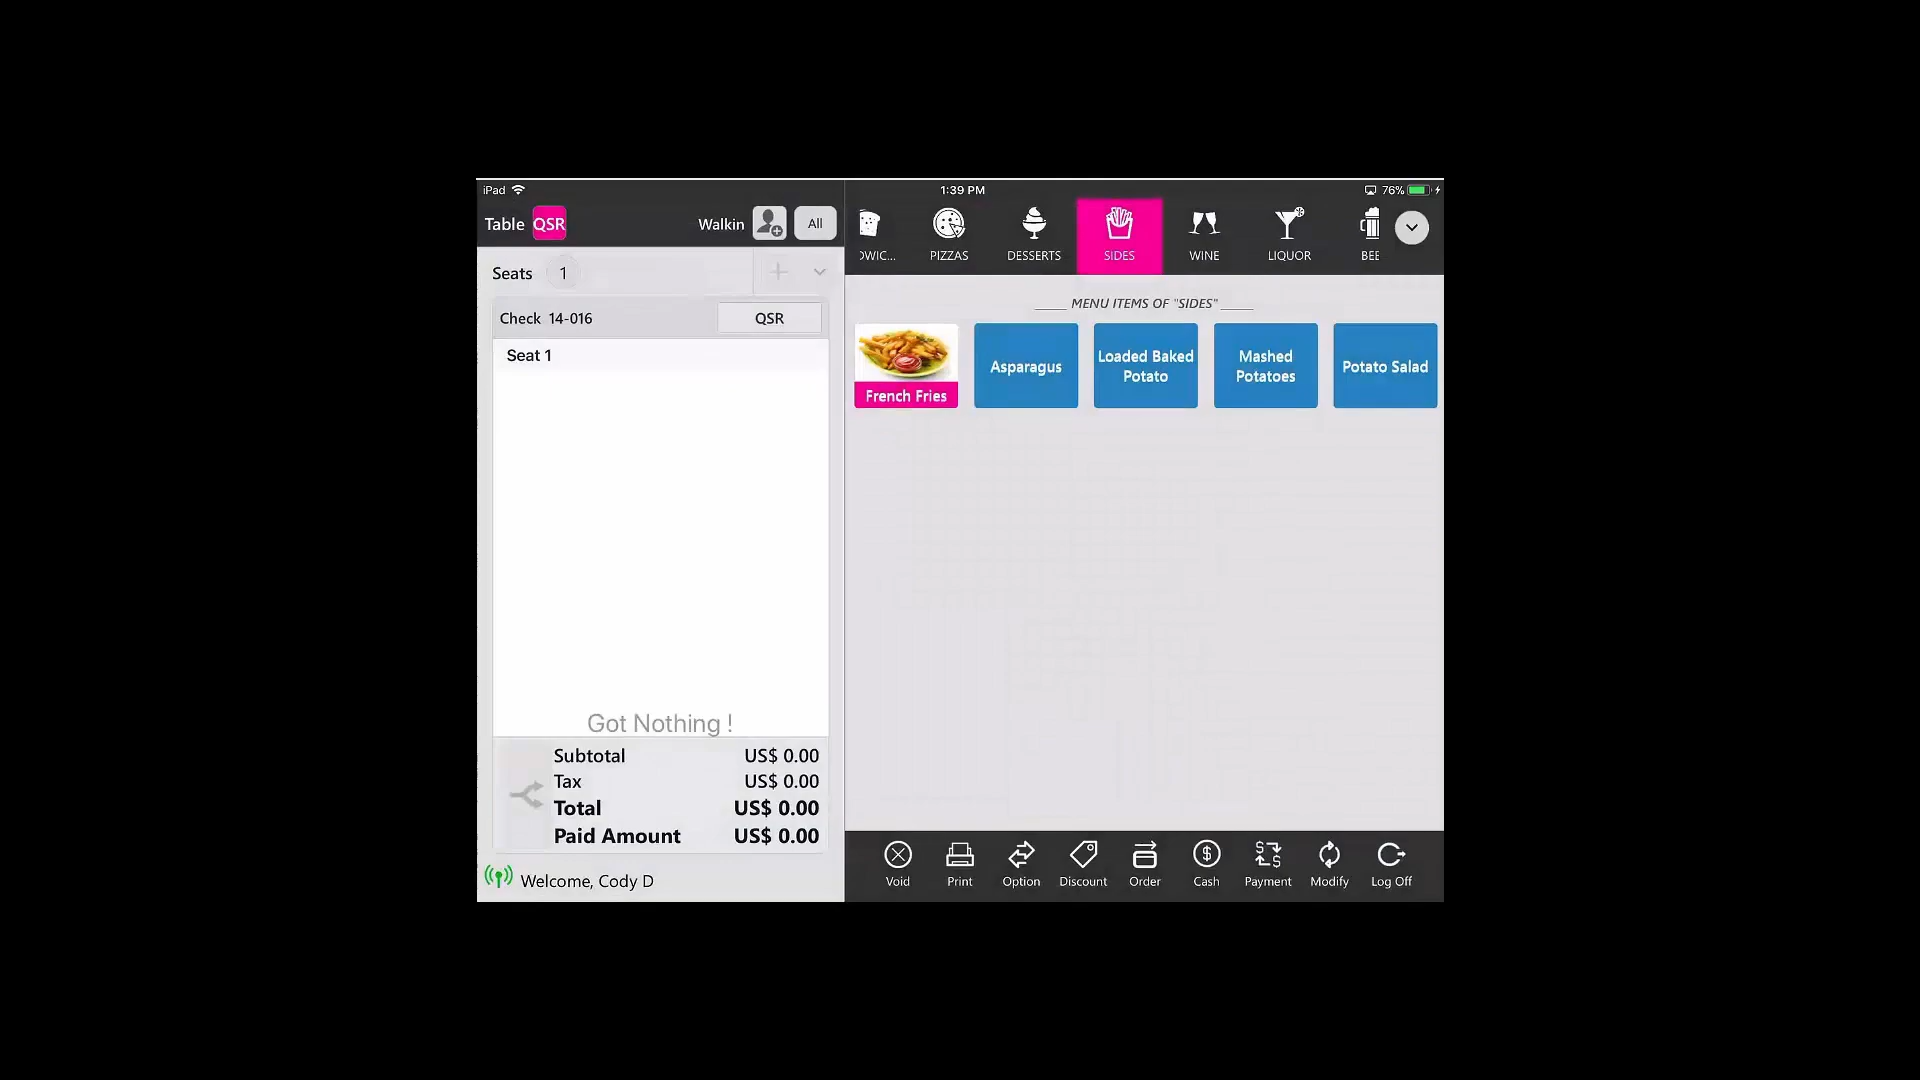 iPad
1:39 PM
76%
Table QSR
Walkin
All
DWIC...
PIZZAS
DESSERTS
SIDES
WINE
LIQUOR
BEE
Seats 1
Check 14-016
QSR
Seat 1
Got Nothing !
Subtotal US$ 0.00
Tax US$ 0.00
Total US$ 0.00
Paid Amount US$ 0.00
Welcome, Cody D
MENU ITEMS OF "SIDES"
French Fries
Asparagus
Loaded Baked
Potato
Mashed
Potatoes
Potato Salad
Void
Print
Option
Discount
Order
Cash
Payment
Modify
Log Off